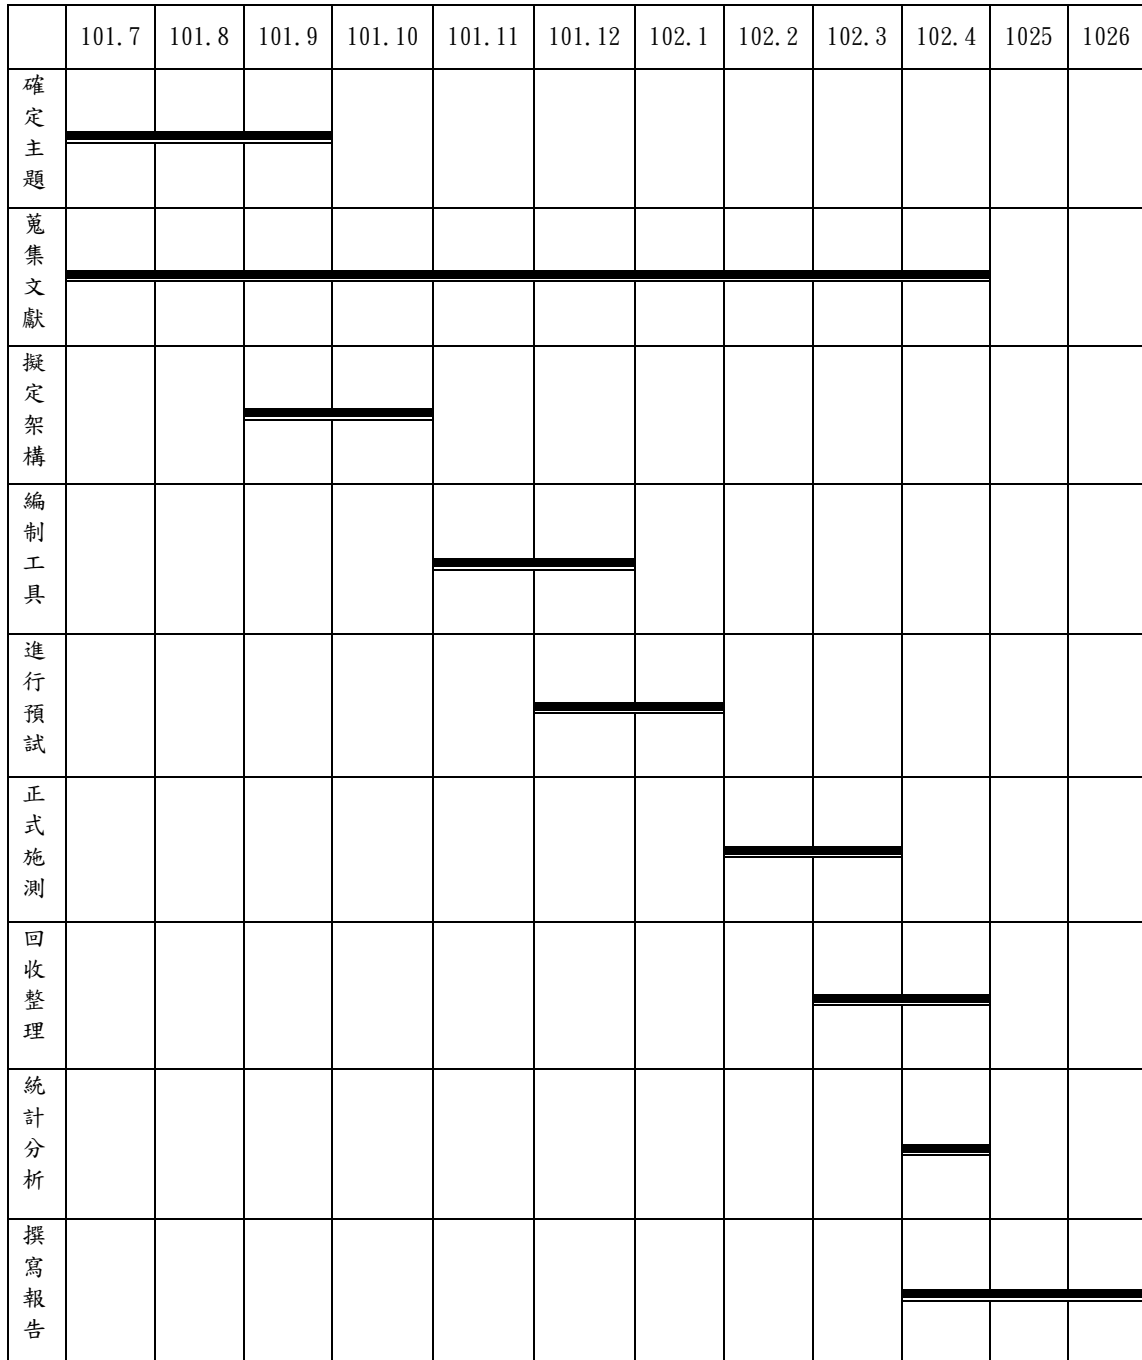 101.7 101.8 101.9 101.10 101.11 101.12 102.1 102.2 102.3 102.4 1025 1026
確
定
主
題
蒐
集
文
獻
擬
定
架
構
編
制
工
具
進
行
預
試
正
式
施
測
回
收
整
理
統
計
分
析
撰
寫
報
告